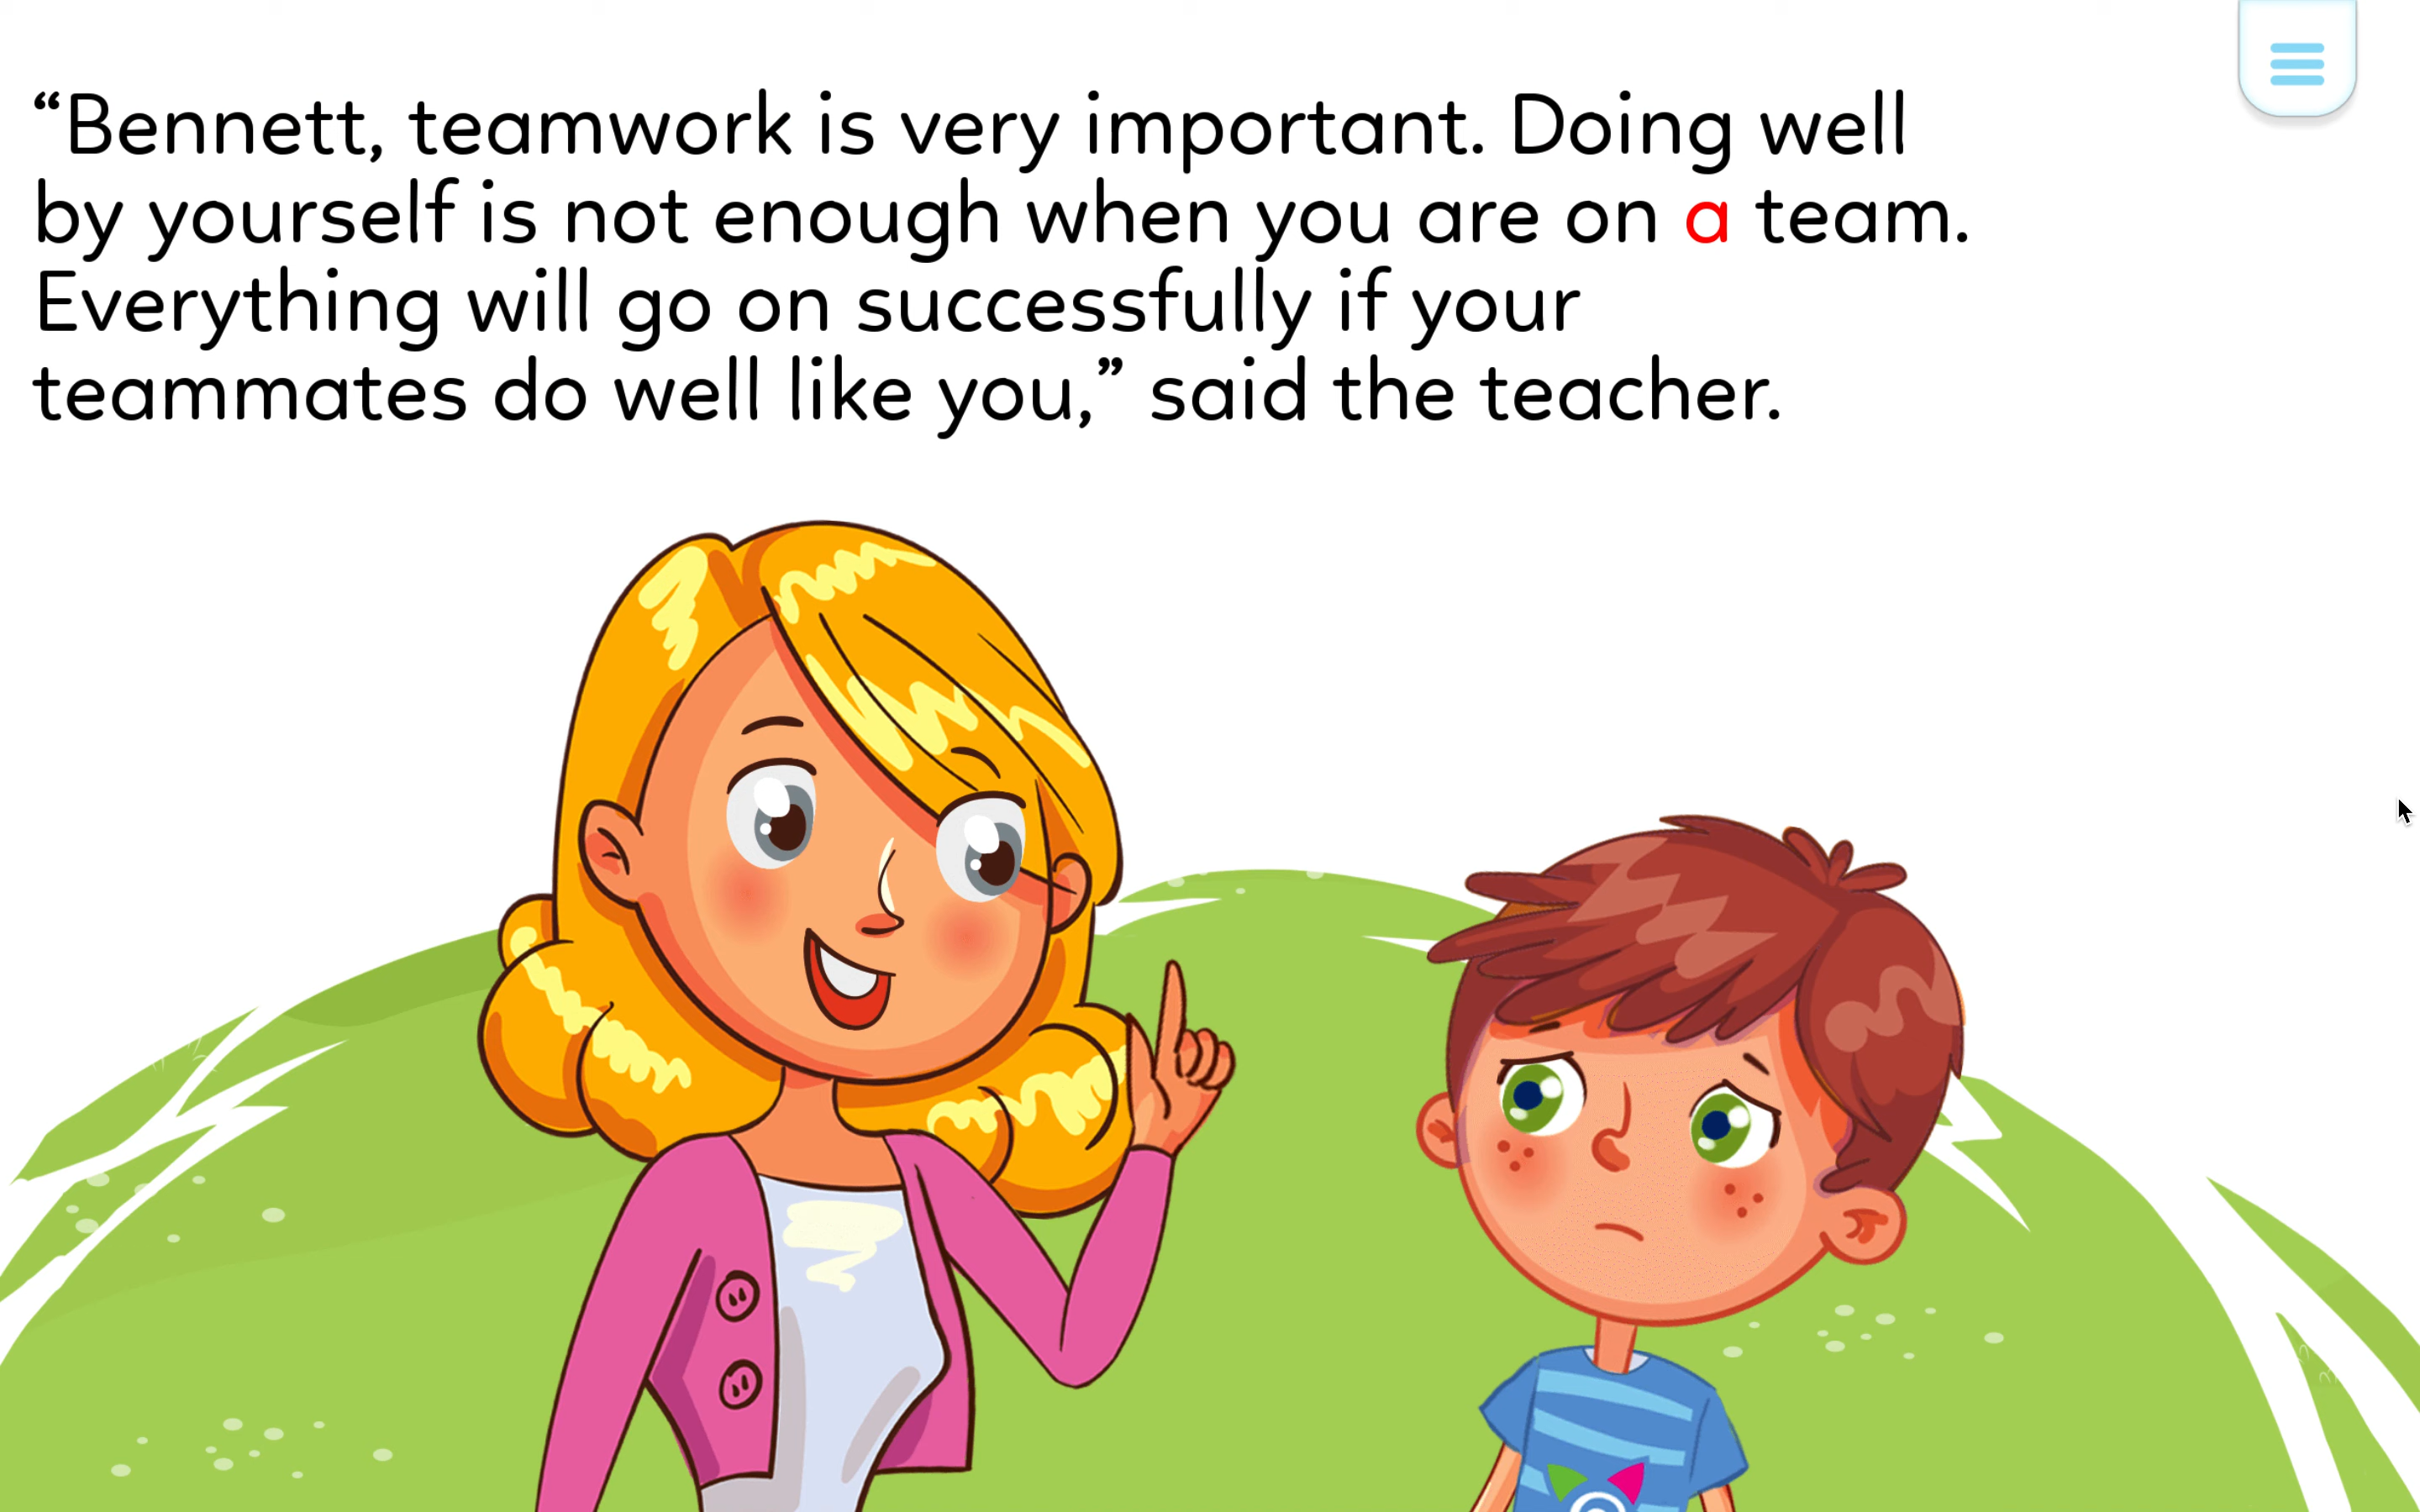 “Bennett, teamwork is very important. Doing well
by yourself is not enough when you are on a team.
Everything will go on successfully if your
teammates do well like you,” said the teacher.